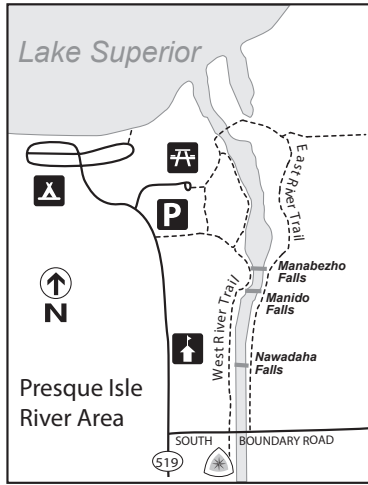 Lake Superior
P
East River Trail
West River Trail
Manabezho
Falls
Manido
Falls
N
Nawadaha
Falls
Presque Isle
River Area
SOUTH BOUNDARY ROAD
519